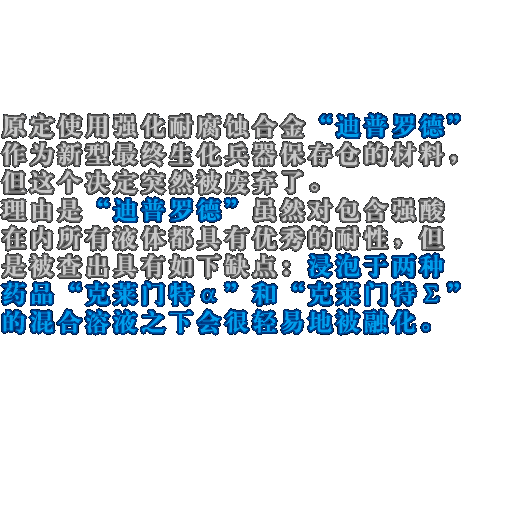 原定使用强化耐腐蚀合金“迪普罗德”
作为新型最终生化兵器保存仓的材料，
但这个决定突然被废弃了。
理由是“迪普罗德”虽然对包含强酸
在内所有液体都具有优秀的耐性，但
是被查出具有如下缺点：浸泡于两种
药品“克莱门特α”和“克莱门特Σ”
的混合溶液之下会很轻易地被融化。